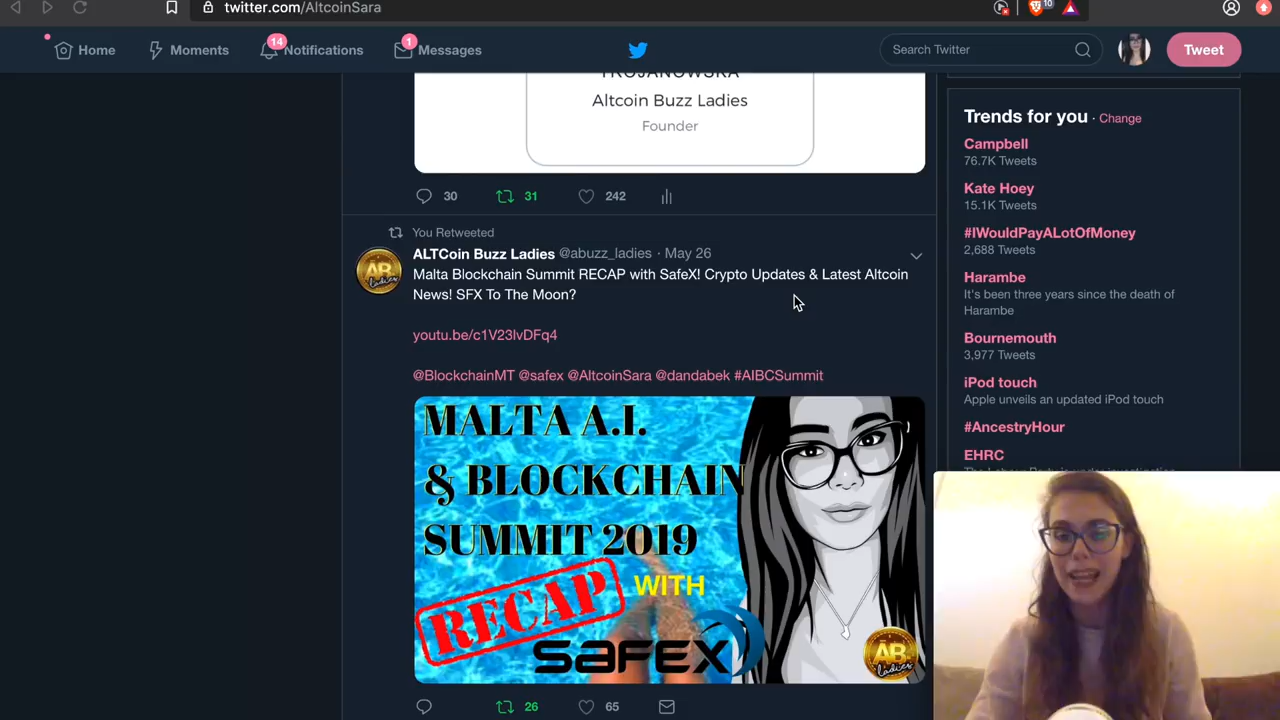 twitter.com/AltcoinSara
10
Home
Moments
14
Notifications
1
Messages
Search Twitter
Tweet
TROJANOWSKA
Altcoin Buzz Ladies
Founder
30
31
242
You Retweeted
ALTCoin Buzz Ladies @abuzz_ladies · May 26
Malta Blockchain Summit RECAP with SafeX! Crypto Updates & Latest Altcoin
News! SFX To The Moon?
youtu.be/c1V23lvDFq4
@BlockchainMT @safex @AltcoinSara @dandabek #AIBCSummit
MALTA A.I.
& BLOCKCHAIN
SUMMIT 2019
RECAP
WITH
SAFEX
AB
ladies
26
65
Trends for you · Change
Campbell
76.7K Tweets
Kate Hoey
15.1K Tweets
#IWouldPayALotOfMoney
2,688 Tweets
Harambe
It's been three years since the death of
Harambe
Bournemouth
3,977 Tweets
iPod touch
Apple unveils an updated iPod touch
#AncestryHour
EHRC